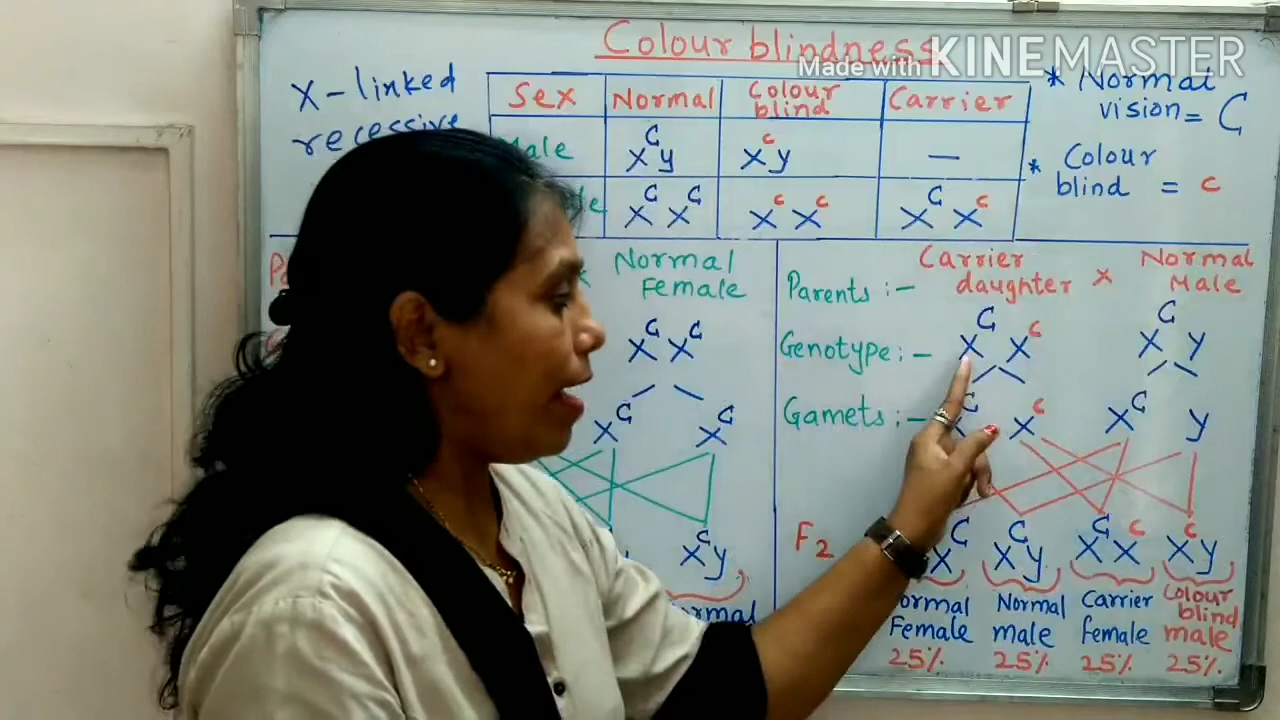 Colour blindness
Made with KINEMASTER
X-linked
recessive
Sex Normal Colour blind Carrier
Male X^C y X^c y —
X^C X^C X^c X^c X^C X^c
* Normal
vision = C
* Colour
blind = c
Normal
Female
X^C X^C
X^C X^C
X^C y
Parents :- Carrier daughter x Normal Male
Genotype :- X^C X^c X^C y
Gamets :- X^C X^c X^C y
F2 X^C X^C y X^C X^c X^c y
Female Normal male Carrier female Colour blind male
25% 25% 25% 25%